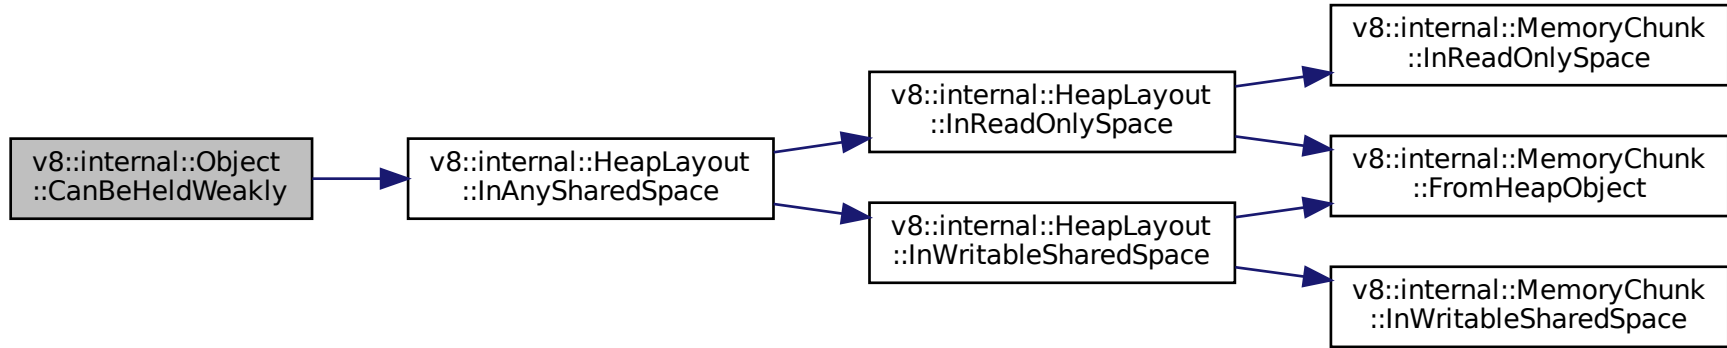 v8::internal::Object
::CanBeHeldWeakly
v8::internal::HeapLayout
::InAnySharedSpace
v8::internal::HeapLayout
::InReadOnlySpace
v8::internal::HeapLayout
::InWritableSharedSpace
v8::internal::MemoryChunk
::InReadOnlySpace
v8::internal::MemoryChunk
::FromHeapObject
v8::internal::MemoryChunk
::InWritableSharedSpace